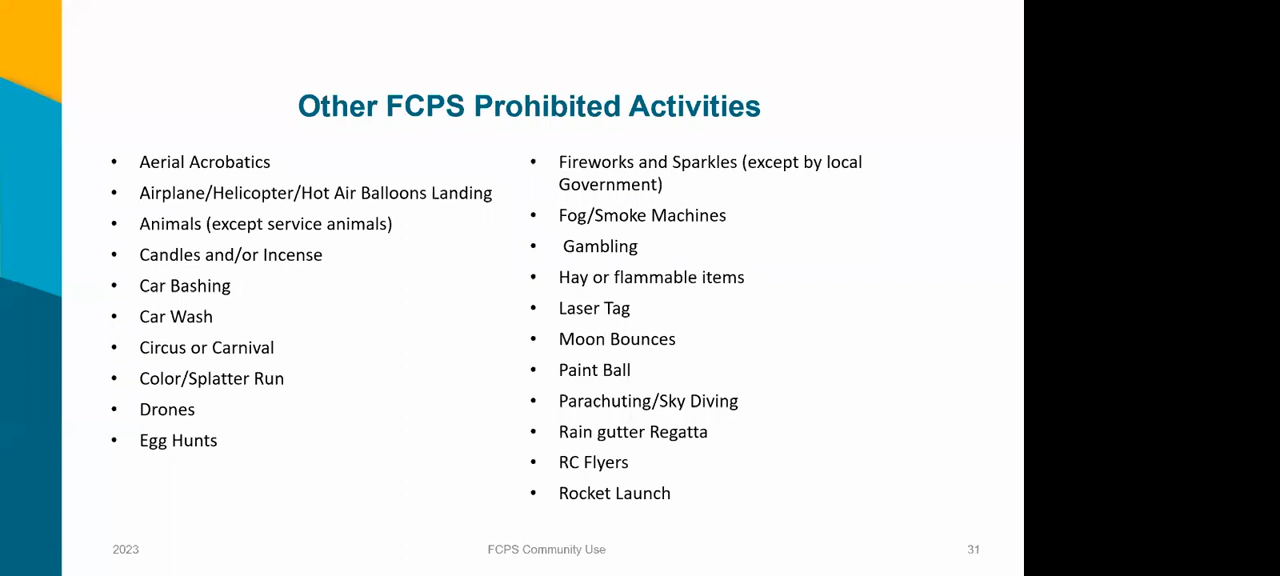 Other FCPS Prohibited Activities
• Aerial Acrobatics
• Airplane/Helicopter/Hot Air Balloons Landing
• Animals (except service animals)
• Candles and/or Incense
• Car Bashing
• Car Wash
• Circus or Carnival
• Color/Splatter Run
• Drones
• Egg Hunts
• Fireworks and Sparkles (except by local
Government)
• Fog/Smoke Machines
• Gambling
• Hay or flammable items
• Laser Tag
• Moon Bounces
• Paint Ball
• Parachuting/Sky Diving
• Rain gutter Regatta
• RC Flyers
• Rocket Launch
2023
FCPS Community Use
31